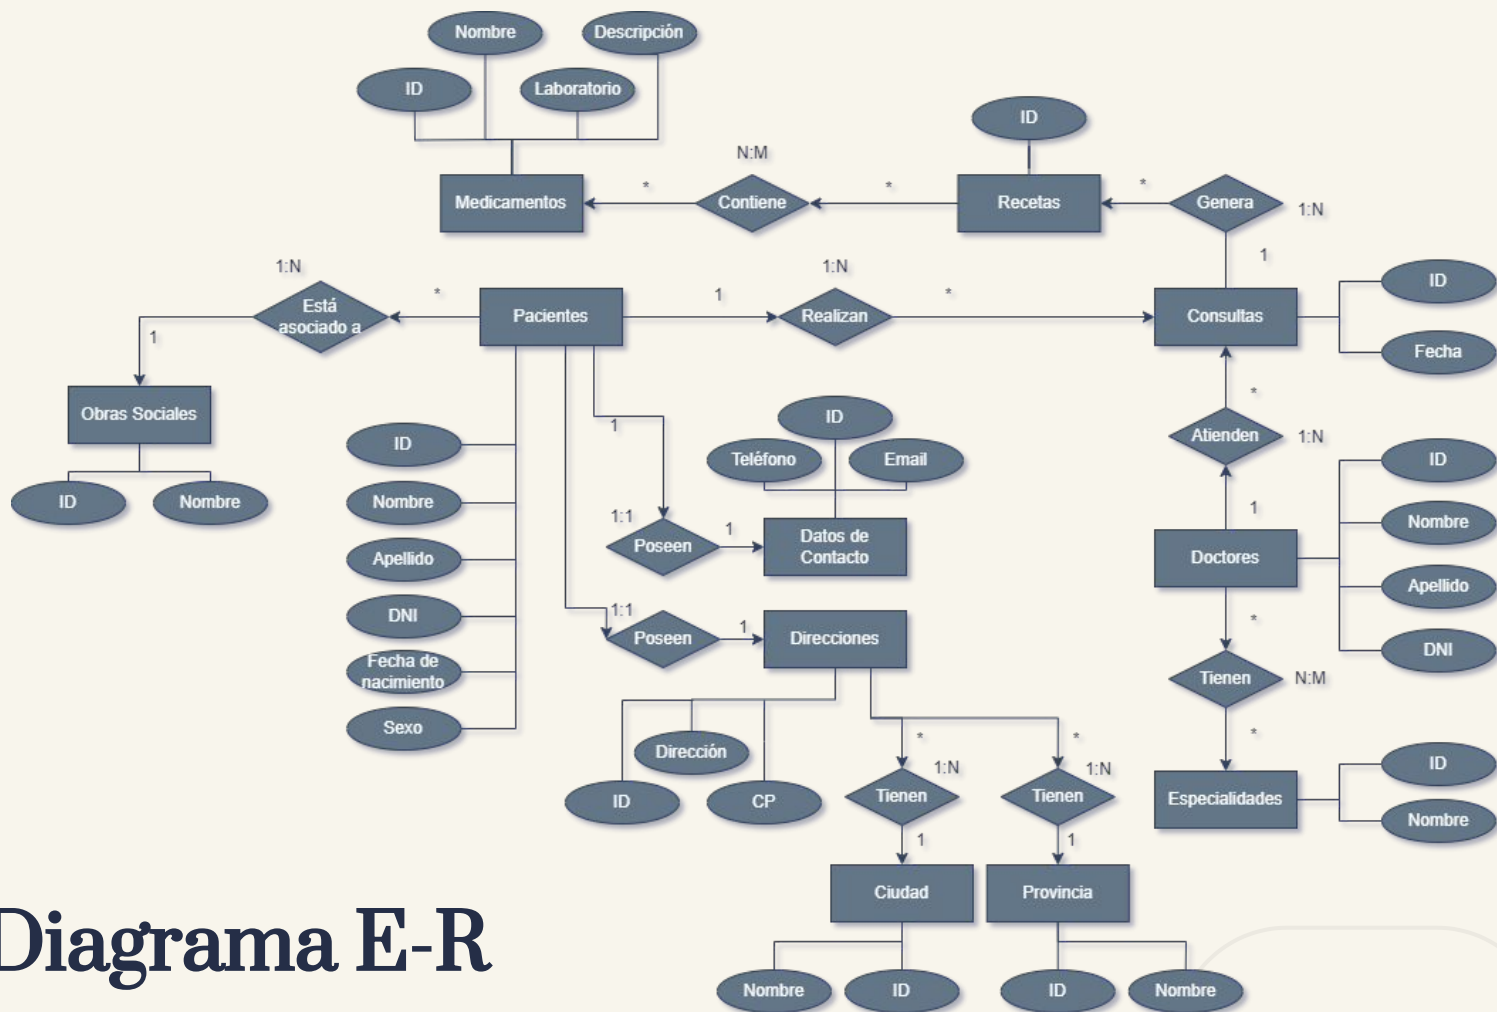 Nombre
Descripción
ID
Laboratorio
ID
N:M
Medicamentos
*
Contiene
*
Recetas
*
Genera
1:N
1
1:N
1:N
ID
Está
asociado a
*
Pacientes
1
Realizan
*
Consultas
1
Fecha
Obras Sociales
*
ID
1
ID
Atienden
1:N
ID
Teléfono
Email
ID
Nombre
Nombre
1:1
1
Nombre
Poseen
1
Datos de
Contacto
Doctores
Apellido
Apellido
DNI
1:1
*
Poseen
1
Direcciones
DNI
Fecha de
nacimiento
Tienen
N:M
Sexo
*
*
*
Dirección
1:N
1:N
ID
ID
CP
Tienen
Tienen
Especialidades
Nombre
1
1
Ciudad
Provincia
Diagrama E-R
Nombre
ID
ID
Nombre